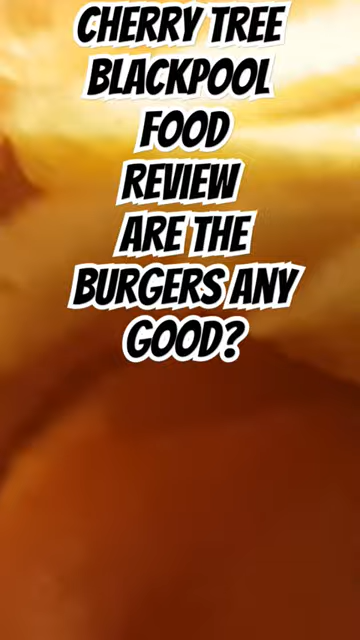 CHERRY TREE
BLACKPOOL
FOOD
REVIEW
ARE THE
BURGERS ANY
GOOD?